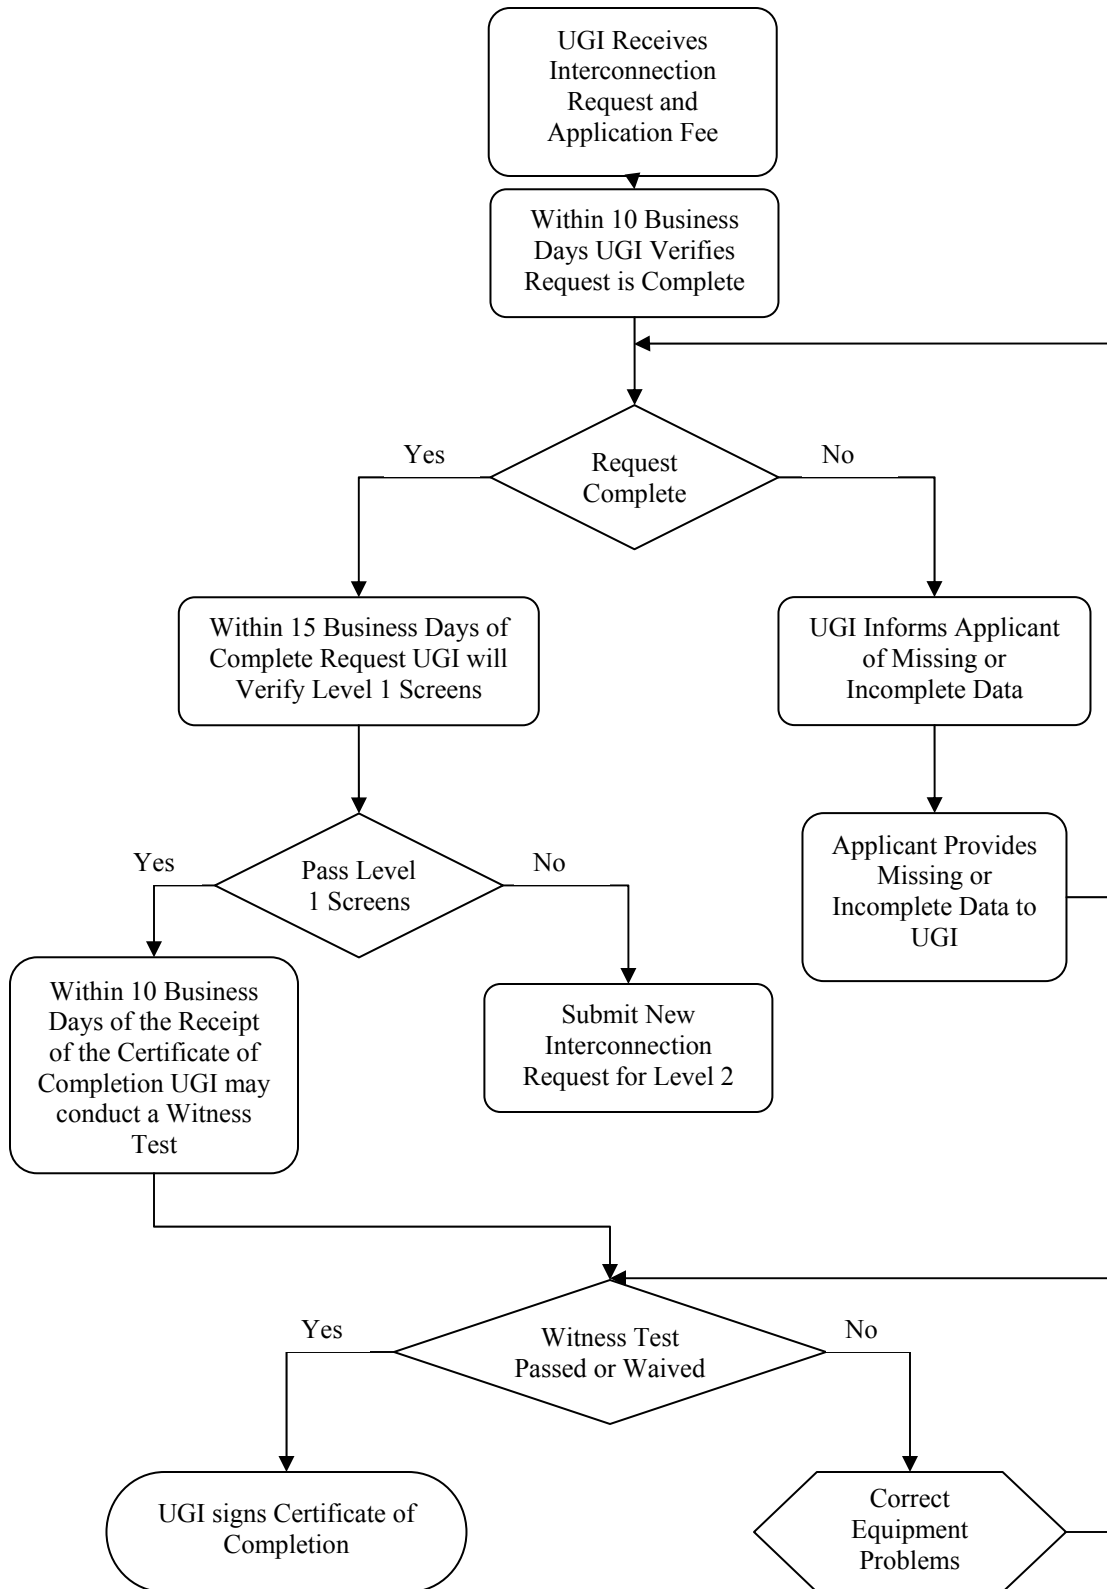 UGI Receives
Interconnection
Request and
Application Fee
Within 10 Business
Days UGI Verifies
Request is Complete
Yes
Request
Complete
No
Within 15 Business Days of
Complete Request UGI will
Verify Level 1 Screens
UGI Informs Applicant
of Missing or
Incomplete Data
Yes
Pass Level
1 Screens
No
Applicant Provides
Missing or
Incomplete Data to
UGI
Within 10 Business
Days of the Receipt
of the Certificate of
Completion UGI may
conduct a Witness
Test
Submit New
Interconnection
Request for Level 2
Yes
Witness Test
Passed or Waived
No
UGI signs Certificate of
Completion
Correct
Equipment
Problems